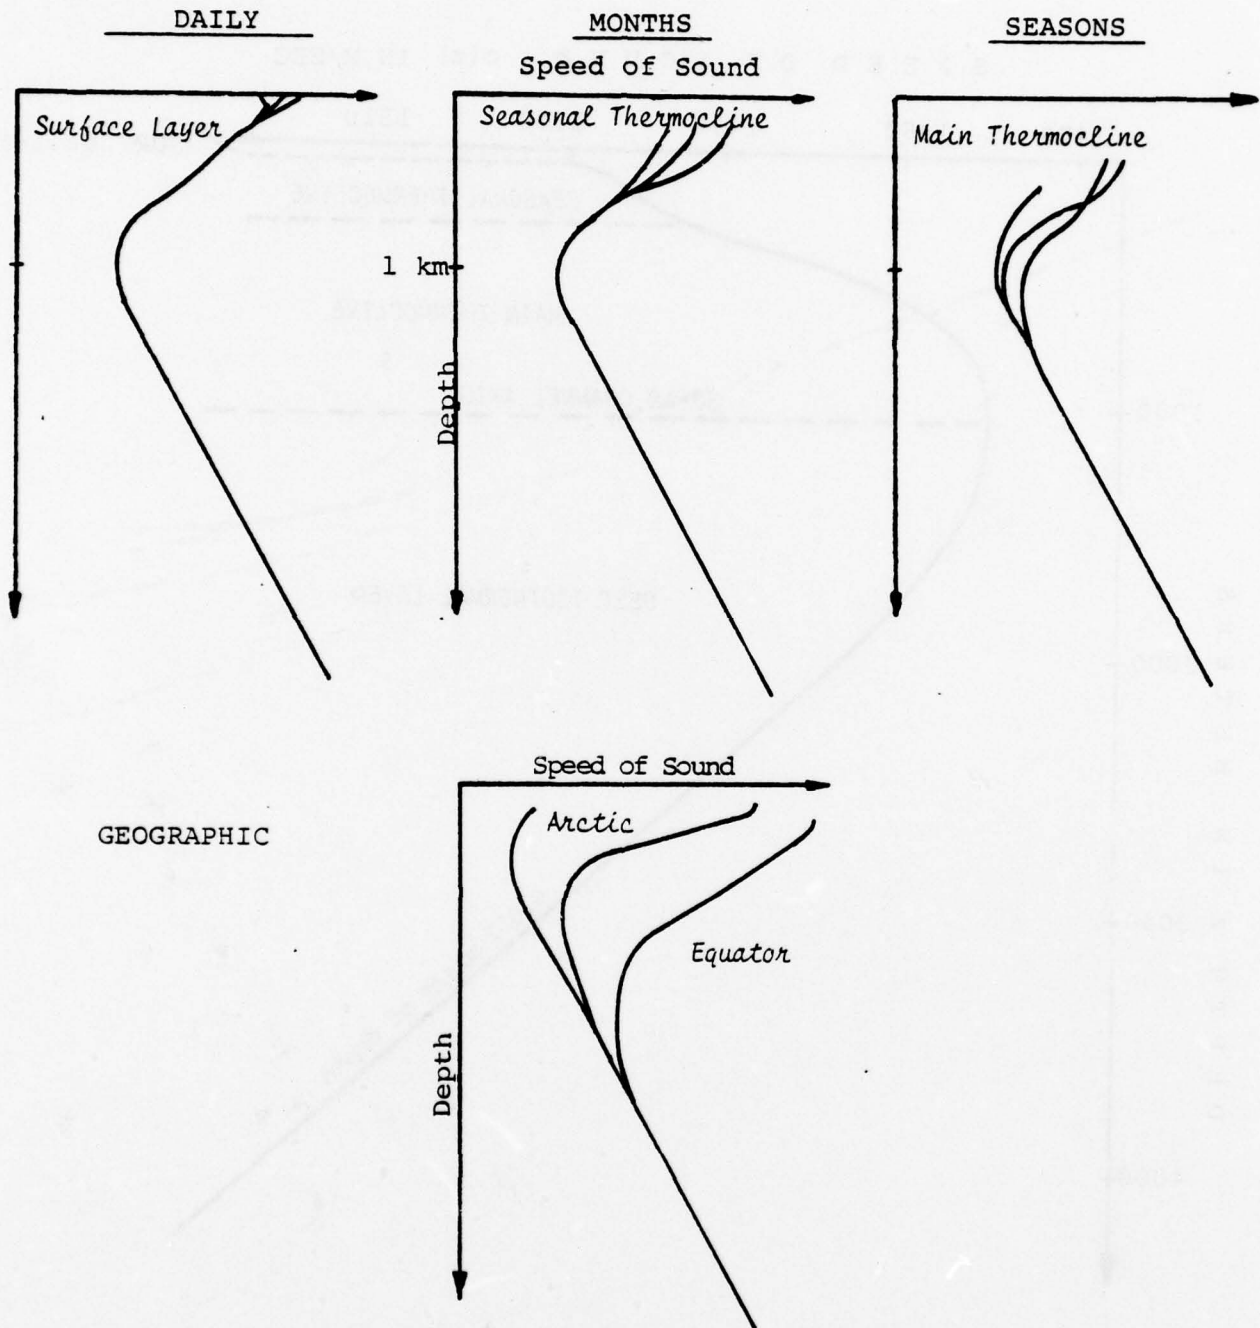 DAILY
MONTHS
SEASONS
Speed of Sound
Surface Layer
Seasonal Thermocline
Main Thermocline
1 km
Depth
Speed of Sound
Arctic
GEOGRAPHIC
Equator
Depth